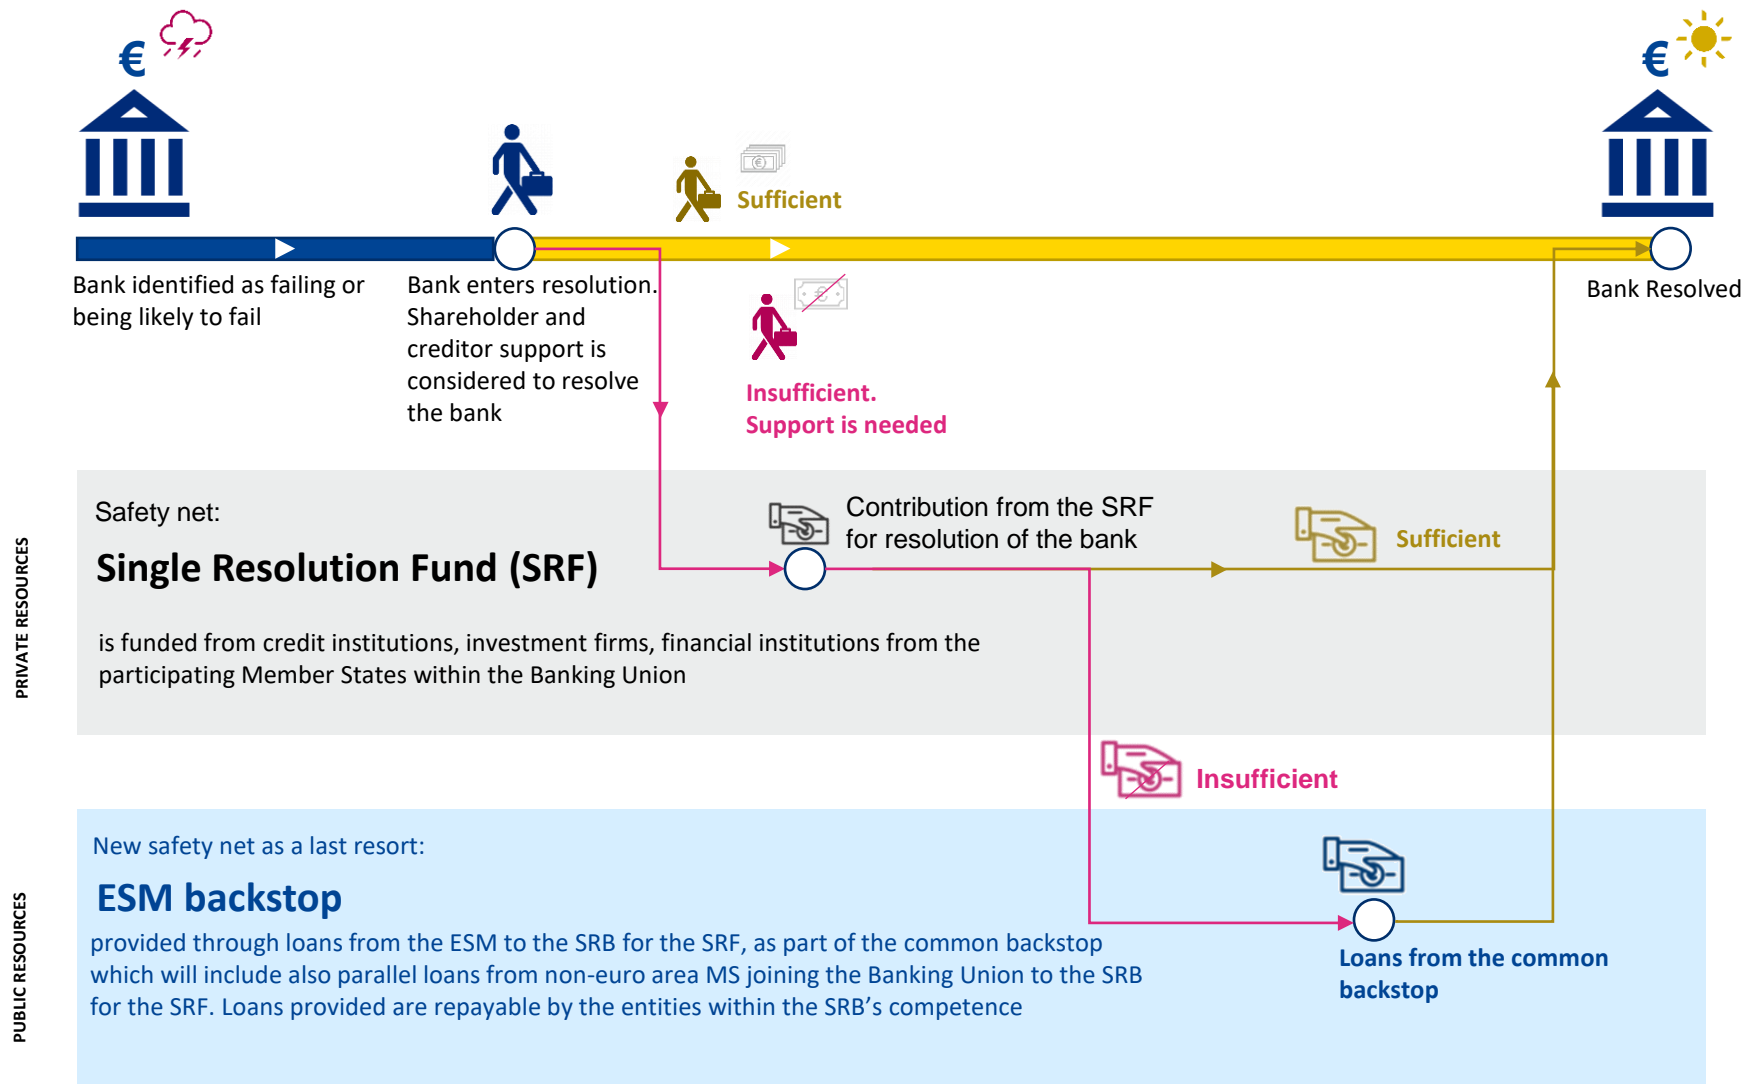 €
€
Sufficient
Bank identified as failing or
being likely to fail
Bank enters resolution.
Shareholder and
creditor support is
considered to resolve
the bank
Bank Resolved
Insufficient.
Support is needed
PRIVATE RESOURCES
Safety net:
Single Resolution Fund (SRF)
is funded from credit institutions, investment firms, financial institutions from the
participating Member States within the Banking Union
Contribution from the SRF
for resolution of the bank
Sufficient
Insufficient
PUBLIC RESOURCES
New safety net as a last resort:
ESM backstop
provided through loans from the ESM to the SRB for the SRF, as part of the common backstop
which will include also parallel loans from non-euro area MS joining the Banking Union to the SRB
for the SRF. Loans provided are repayable by the entities within the SRB’s competence
Loans from the common
backstop